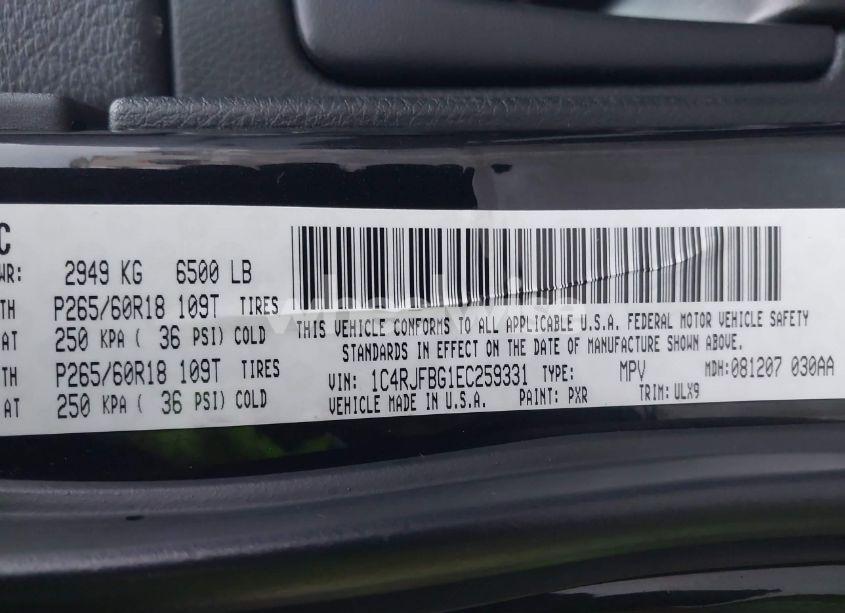 C
WR: 2949 KG 6500 LB
TH P265/60R18 109T TIRES
AT 250 KPA ( 36 PSI) COLD
TH P265/60R18 109T TIRES
AT 250 KPA ( 36 PSI) COLD
THIS VEHICLE CONFORMS TO ALL APPLICABLE U.S.A. FEDERAL MOTOR VEHICLE SAFETY
STANDARDS IN EFFECT ON THE DATE OF MANUFACTURE SHOWN ABOVE.
VIN: 1C4RJFBG1EC259331 TYPE: MPV MDH:081207 030AA
VEHICLE MADE IN U.S.A. PAINT: PXR TRIM: ULX9